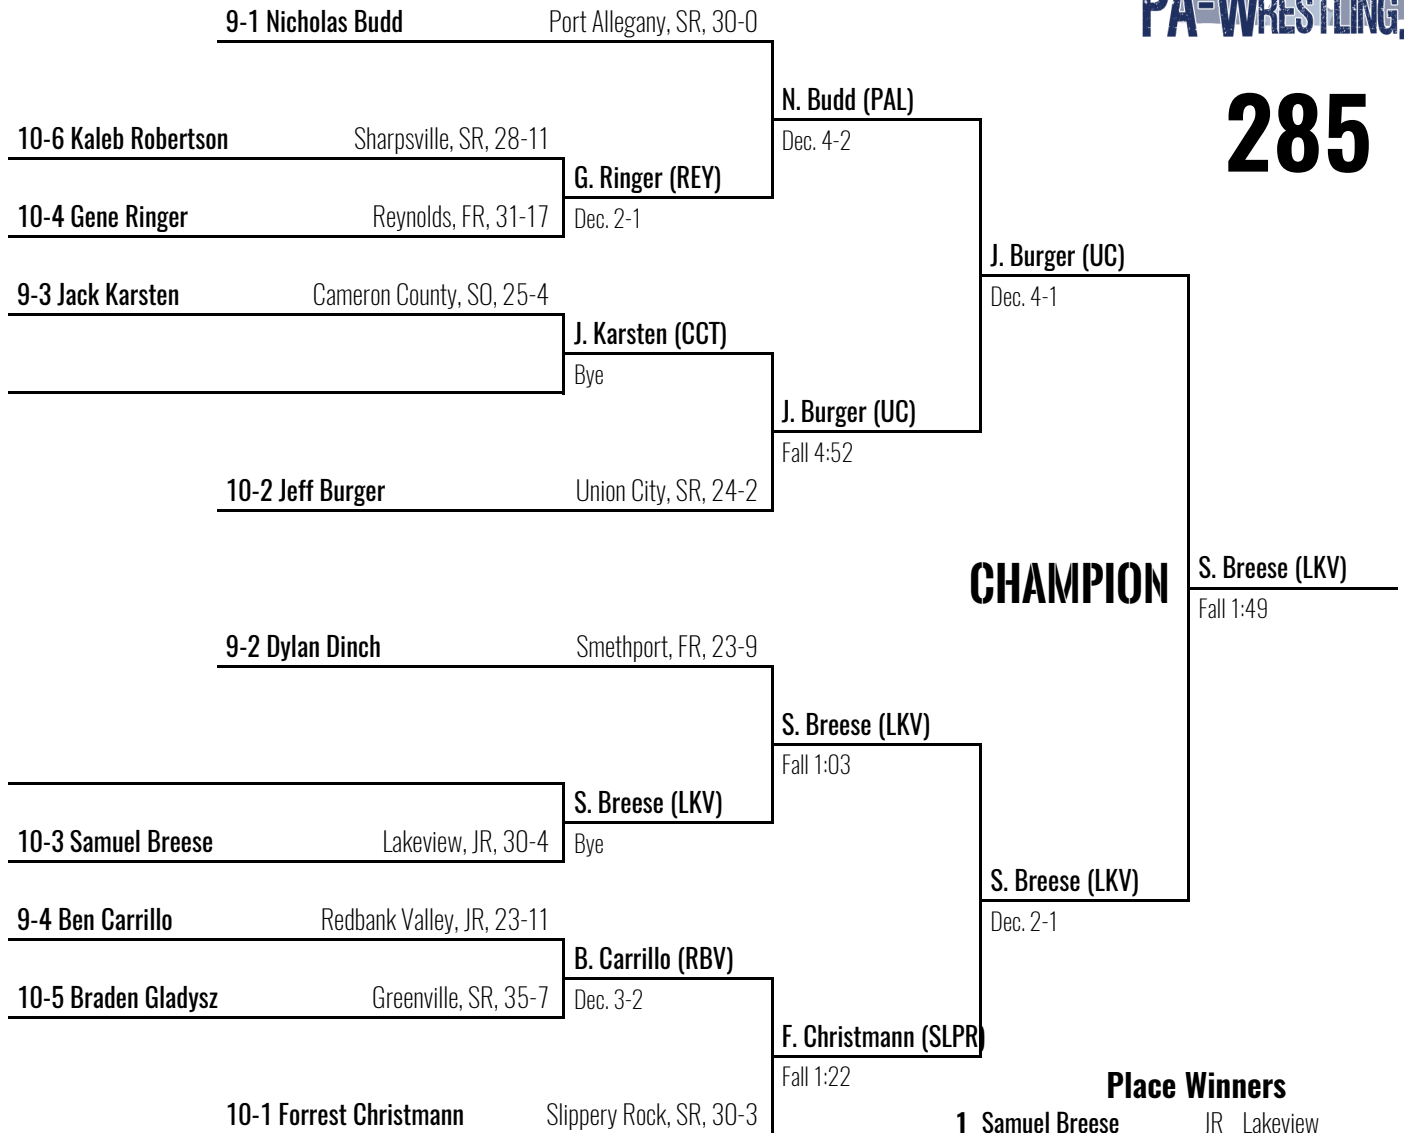 PA-WRESTLING.
285
9-1 Nicholas Budd Port Allegany, SR, 30-0
N. Budd (PAL)
Dec. 4-2
10-6 Kaleb Robertson Sharpsville, SR, 28-11
G. Ringer (REY)
Dec. 2-1
10-4 Gene Ringer Reynolds, FR, 31-17
J. Burger (UC)
Dec. 4-1
9-3 Jack Karsten Cameron County, SO, 25-4
J. Karsten (CCT)
Bye
J. Burger (UC)
Fall 4:52
10-2 Jeff Burger Union City, SR, 24-2
CHAMPION
S. Breese (LKV)
Fall 1:49
9-2 Dylan Dinch Smethport, FR, 23-9
S. Breese (LKV)
Fall 1:03
S. Breese (LKV)
Bye
10-3 Samuel Breese Lakeview, JR, 30-4
S. Breese (LKV)
Dec. 2-1
9-4 Ben Carrillo Redbank Valley, JR, 23-11
B. Carrillo (RBV)
Dec. 3-2
10-5 Braden Gladysz Greenville, SR, 35-7
F. Christmann (SLPR)
Fall 1:22
10-1 Forrest Christmann Slippery Rock, SR, 30-3
Place Winners
1 Samuel Breese JR Lakeview